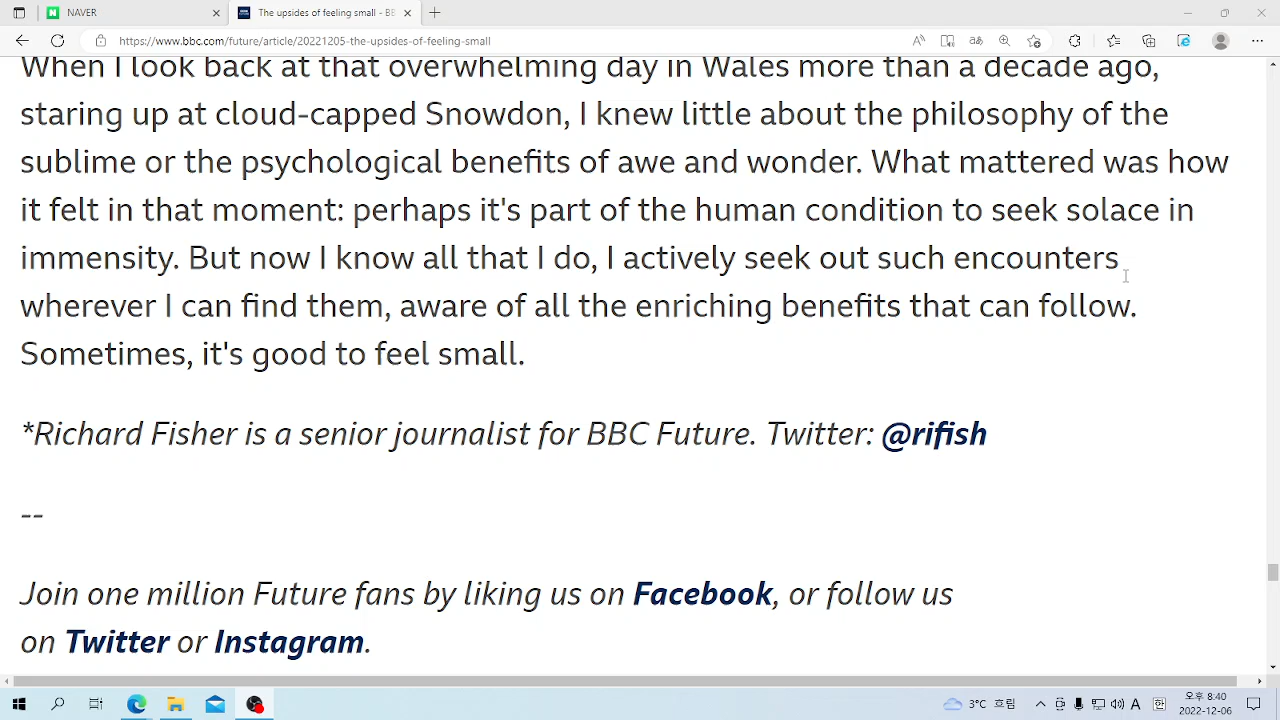 NAVER
The upsides of feeling small - BB
https://www.bbc.com/future/article/20221205-the-upsides-of-feeling-small
When I look back at that overwhelming day in Wales more than a decade ago,
staring up at cloud-capped Snowdon, I knew little about the philosophy of the
sublime or the psychological benefits of awe and wonder. What mattered was how
it felt in that moment: perhaps it's part of the human condition to seek solace in
immensity. But now I know all that I do, I actively seek out such encounters
wherever I can find them, aware of all the enriching benefits that can follow.
Sometimes, it's good to feel small.
*Richard Fisher is a senior journalist for BBC Future. Twitter: @rifish
--
Join one million Future fans by liking us on Facebook, or follow us
on Twitter or Instagram.
3°C 흐림
A
오후 8:40
2022-12-06